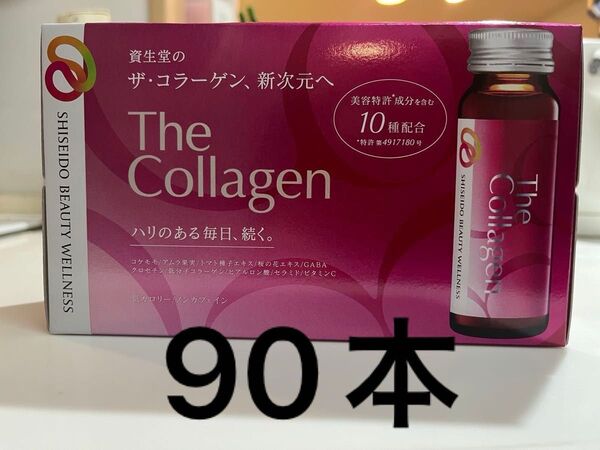 資生堂の
ザ・コラーゲン、新次元へ
The
Collagen
ハリのある毎日、続く。
コケモモ/アムラ果実/トマト種子エキス/桜の花エキス/GABA
クロセチン/低分子コラーゲン/ヒアルロン酸/セラミド/ビタミンC
低カロリー/ノンカフェイン
美容特許*成分を含む
10種配合
*特許 第4917180号
SHISEIDO BEAUTY WELLNESS
The
Collagen
SHISEIDO BEAUTY WELLNESS
90本